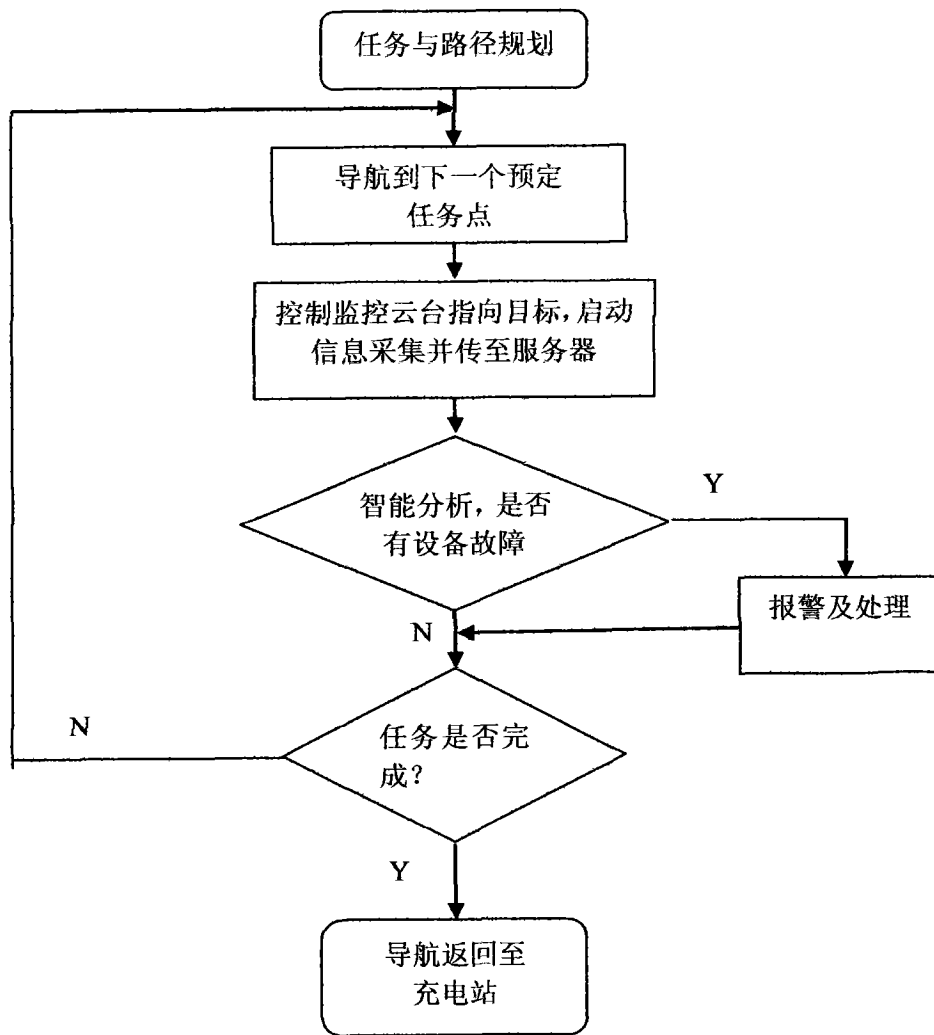 任务与路径规划
导航到下一个预定
任务点
控制监控云台指向目标,启动
信息采集并传至服务器
智能分析,是否
有设备故障
Y
报警及处理
N
任务是否完
成?
N
Y
导航返回至
充电站